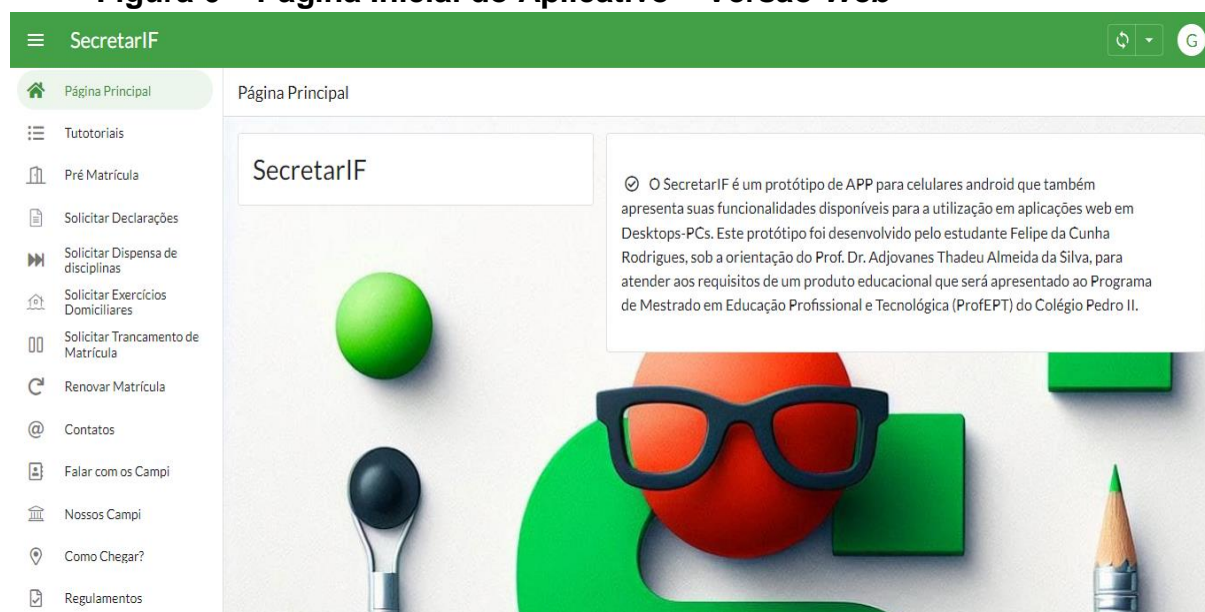 Figura – Página Inicial do Aplicativo – Versão Web
SecretarIF
G
Página Principal
Tutotoriais
Pré Matrícula
Solicitar Declarações
Solicitar Dispensa de
disciplinas
Solicitar Exercícios
Domiciliares
Solicitar Trancamento de
Matrícula
Renovar Matrícula
Contatos
Falar com os Campi
Nossos Campi
Como Chegar?
Regulamentos
Página Principal
SecretarIF
O SecretarIF é um protótipo de APP para celulares android que também
apresenta suas funcionalidades disponíveis para a utilização em aplicações web em
Desktops-PCs. Este protótipo foi desenvolvido pelo estudante Felipe da Cunha
Rodrigues, sob a orientação do Prof. Dr. Adjovanes Thadeu Almeida da Silva, para
atender aos requisitos de um produto educacional que será apresentado ao Programa
de Mestrado em Educação Profissional e Tecnológica (ProfEPT) do Colégio Pedro II.